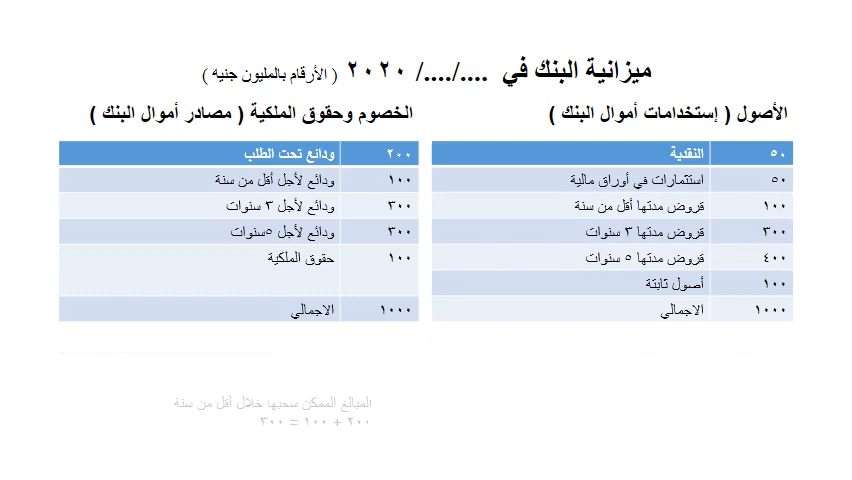 ميزانية البنك في ..../..../ ٢٠٢٠ ( الأرقام بالمليون جنيه )
الأصول ( إستخدامات أموال البنك )
٥٠ النقدية
٥٠ استثمارات في أوراق مالية
١٠٠ قروض مدتها أقل من سنة
٣٠٠ قروض مدتها ٣ سنوات
٤٠٠ قروض مدتها ٥ سنوات
١٠٠ أصول ثابتة
١٠٠٠ الاجمالي
الخصوم وحقوق الملكية ( مصادر أموال البنك )
٢٠٠ ودائع تحت الطلب
١٠٠ ودائع لأجل أقل من سنة
٣٠٠ ودائع لأجل ٣ سنوات
٣٠٠ ودائع لأجل ٥سنوات
١٠٠ حقوق الملكية
١٠٠٠ الاجمالي
المبالغ الممكن سحبها خلال أقل من سنة
٢٠٠ + ١٠٠ = ٣٠٠